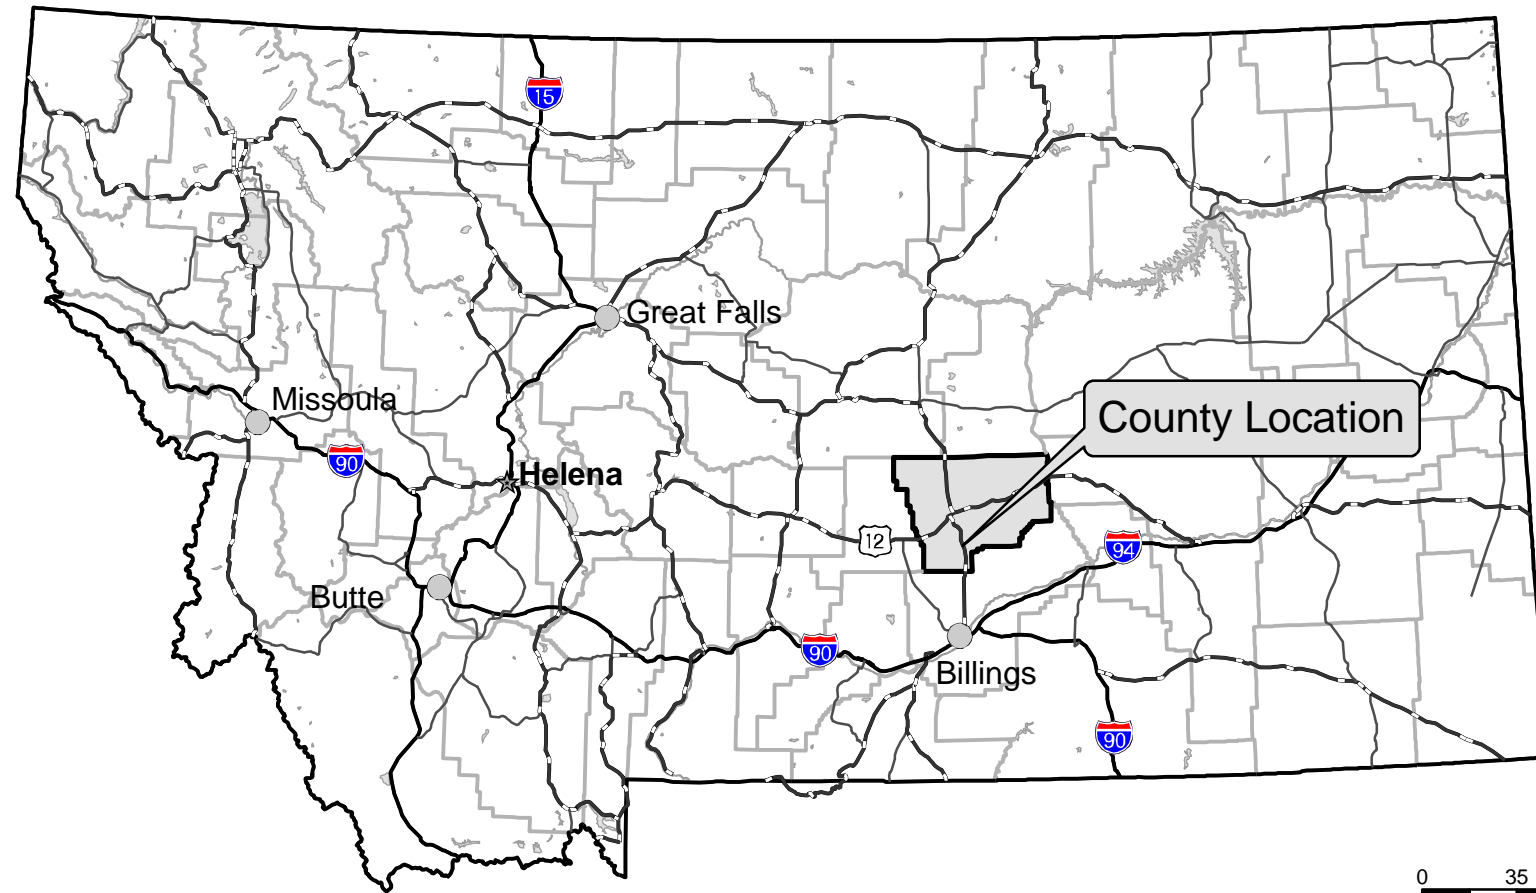 15
Great Falls
Missoula
County Location
90
Helena
12
94
Butte
90
Billings
90
0 35